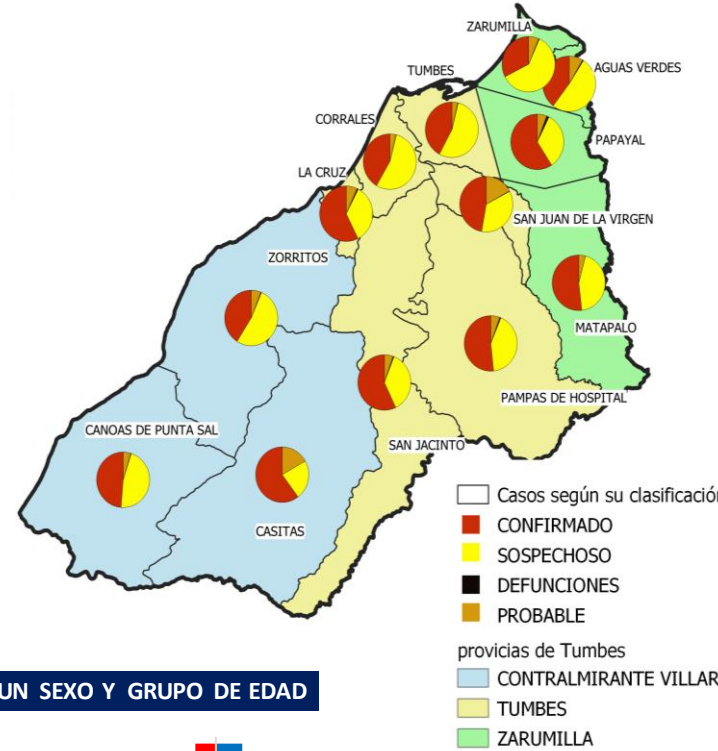 ZARUMILLA
AGUAS VERDES
TUMBES
CORRALES
PAPAYAL
LA CRUZ
SAN JUAN DE LA VIRGEN
ZORRITOS
MATAPALO
PAMPAS DE HOSPITAL
CANOAS DE PUNTA SAL
SAN JACINTO
CASITAS
Casos según su clasificación
CONFIRMADO
SOSPECHOSO
DEFUNCIONES
PROBABLE
provicias de Tumbes
CONTRALMIRANTE VILLAR
TUMBES
ZARUMILLA
UN SEXO Y GRUPO DE EDAD